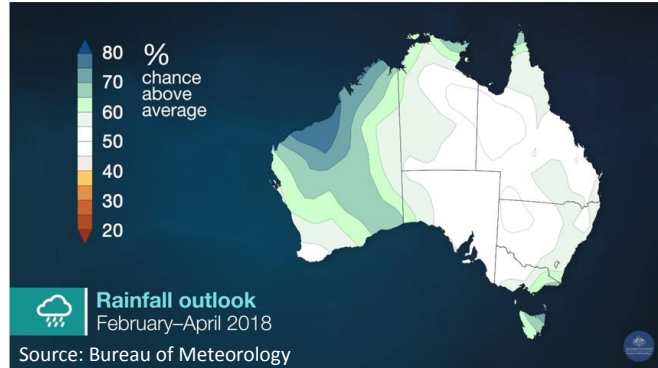 80 %
70 chance
above
60 average
50
40
30
20
Rainfall outlook
February–April 2018
Source: Bureau of Meteorology